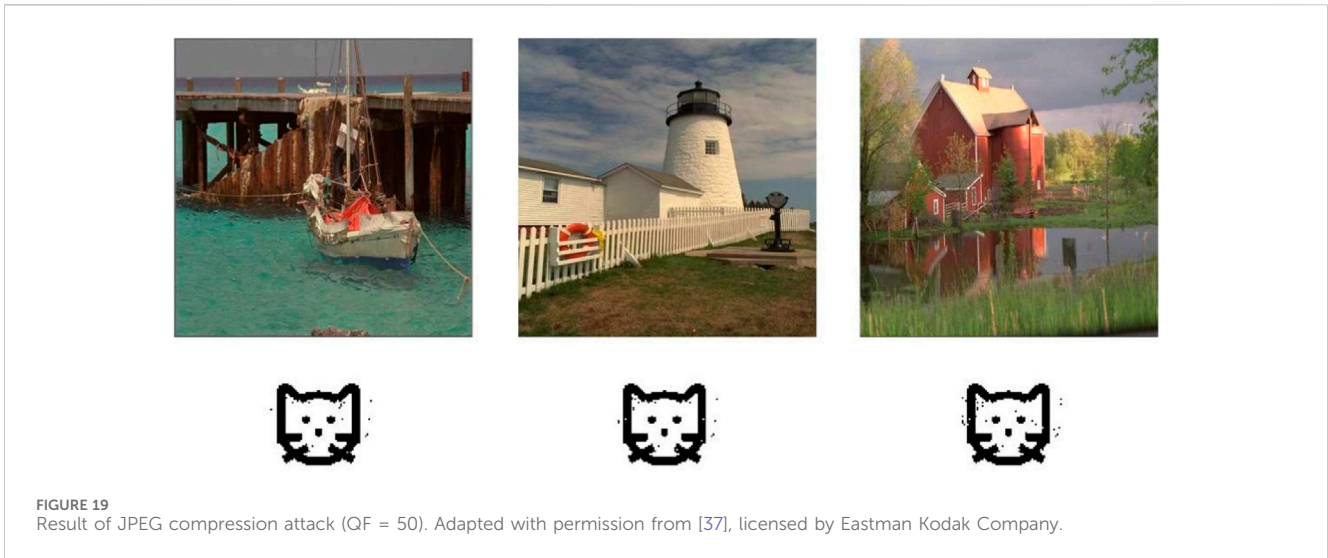 FIGURE 19
Result of JPEG compression attack (QF = 50). Adapted with permission from [37], licensed by Eastman Kodak Company.